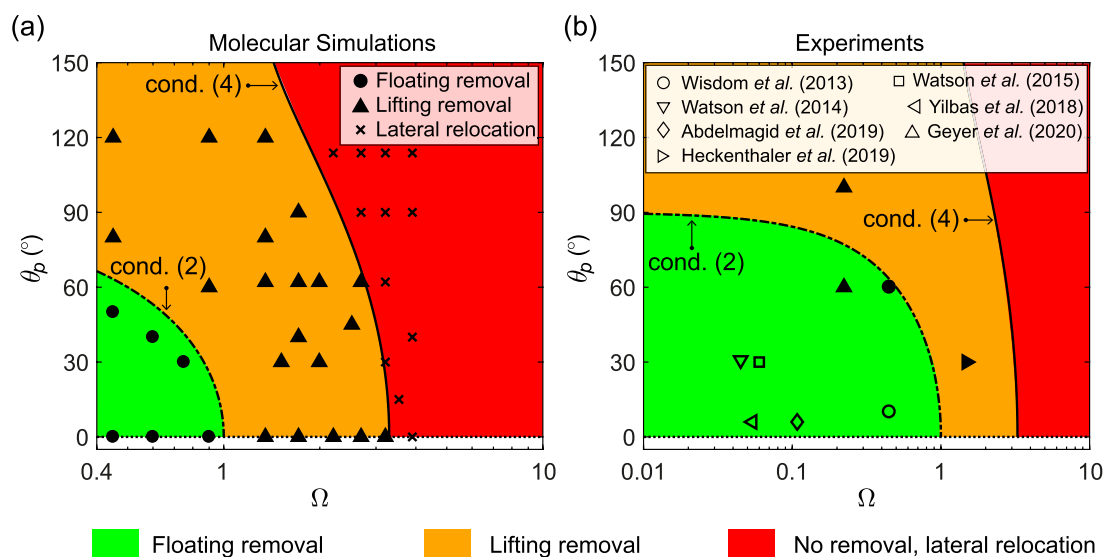 (a)
Molecular Simulations
150
120
90
60
30
0
θp (°)
0.4
1
10
Ω
cond. (4)
cond. (2)
Floating removal
Lifting removal
Lateral relocation
(b)
Experiments
150
120
90
60
30
0
θp (°)
0.01
0.1
1
10
Ω
Wisdom et al. (2013)
Watson et al. (2014)
Abdelmagid et al. (2019)
Heckenthaler et al. (2019)
Watson et al. (2015)
Yilbas et al. (2018)
Geyer et al. (2020)
cond. (4)
cond. (2)
Floating removal
Lifting removal
No removal, lateral relocation